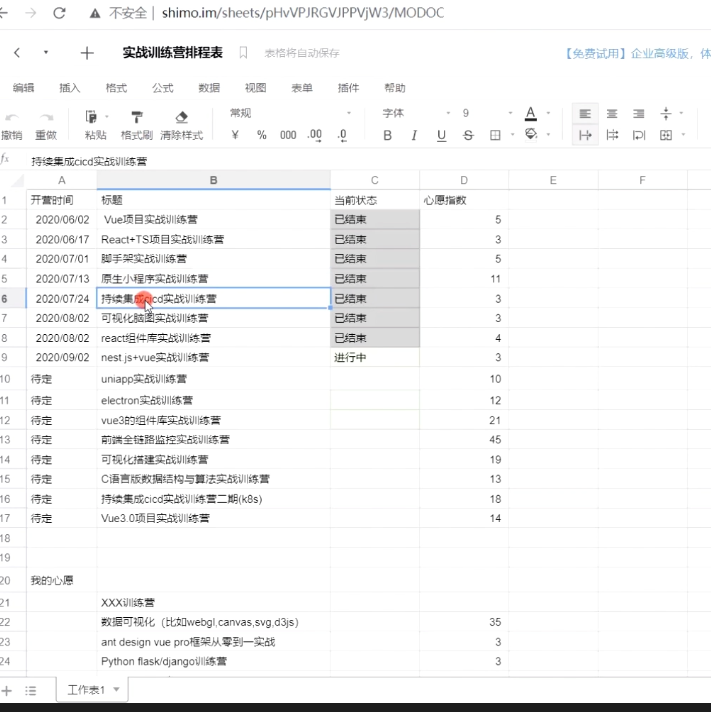 不安全 | shimo.im/sheets/pHvVPJRGVJPPVjW3/MODOC
实战训练营排程表 表格将自动保存 【免费试用】企业高级版，体
编辑 插入 格式 公式 数据 视图 表单 插件 帮助
常规 字体 9 A
撤销 重做 粘贴 格式刷 清除样式 ¥ % 000 .00 .0 B I U S
fx 持续集成cicd实战训练营
A B C D E F
1 开营时间 标题 当前状态 心愿指数
2 2020/06/02 Vue项目实战训练营 已结束 5
3 2020/06/17 React+TS项目实战训练营 已结束 3
4 2020/07/01 脚手架实战训练营 已结束 5
5 2020/07/13 原生小程序实战训练营 已结束 11
6 2020/07/24 持续集成cicd实战训练营 已结束 3
7 2020/08/02 可视化脑图实战训练营 已结束 3
8 2020/08/02 react组件库实战训练营 已结束 4
9 2020/09/02 nest.js+vue实战训练营 进行中 3
10 待定 uniapp实战训练营 10
11 待定 electron实战训练营 12
12 待定 vue3的组件库实战训练营 21
13 待定 前端全链路监控实战训练营 45
14 待定 可视化搭建实战训练营 19
15 待定 C语言版数据结构与算法实战训练营 13
16 待定 持续集成cicd实战训练营二期(k8s) 18
17 待定 Vue3.0项目实战训练营 14
18
19
20 我的心愿
21 XXX训练营
22 数据可视化（比如webgl,canvas,svg,d3js） 35
23 ant design vue pro框架从零到一实战 3
24 Python flask/django训练营 3
工作表1